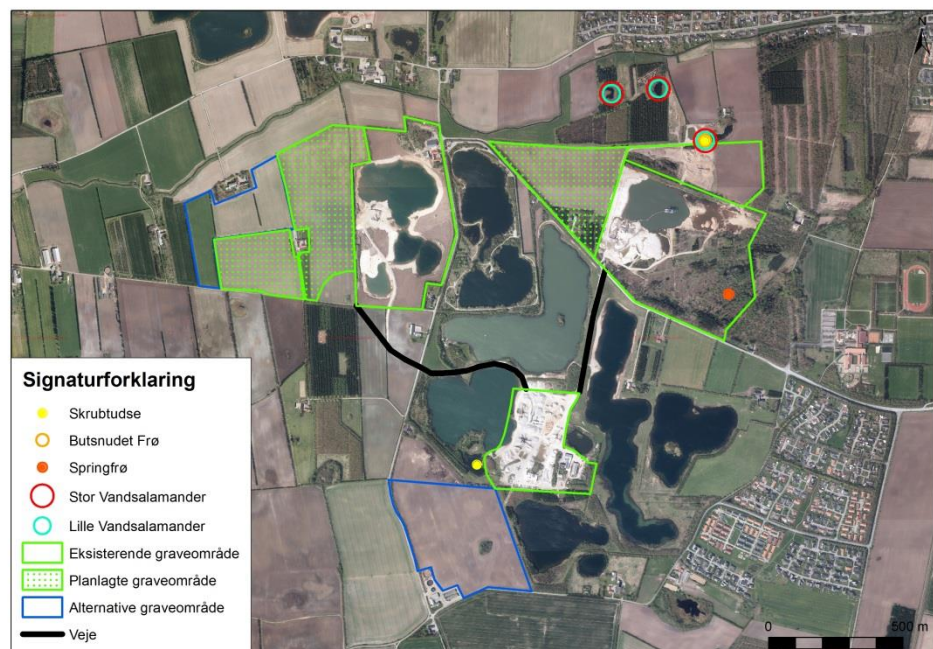 N
Signaturforklaring
Skrubtudse
Butsnudet Frø
Springfrø
Stor Vandsalamander
Lille Vandsalamander
Eksisterende graveområde
Planlagte graveområde
Alternative graveområde
Veje
0 500 m